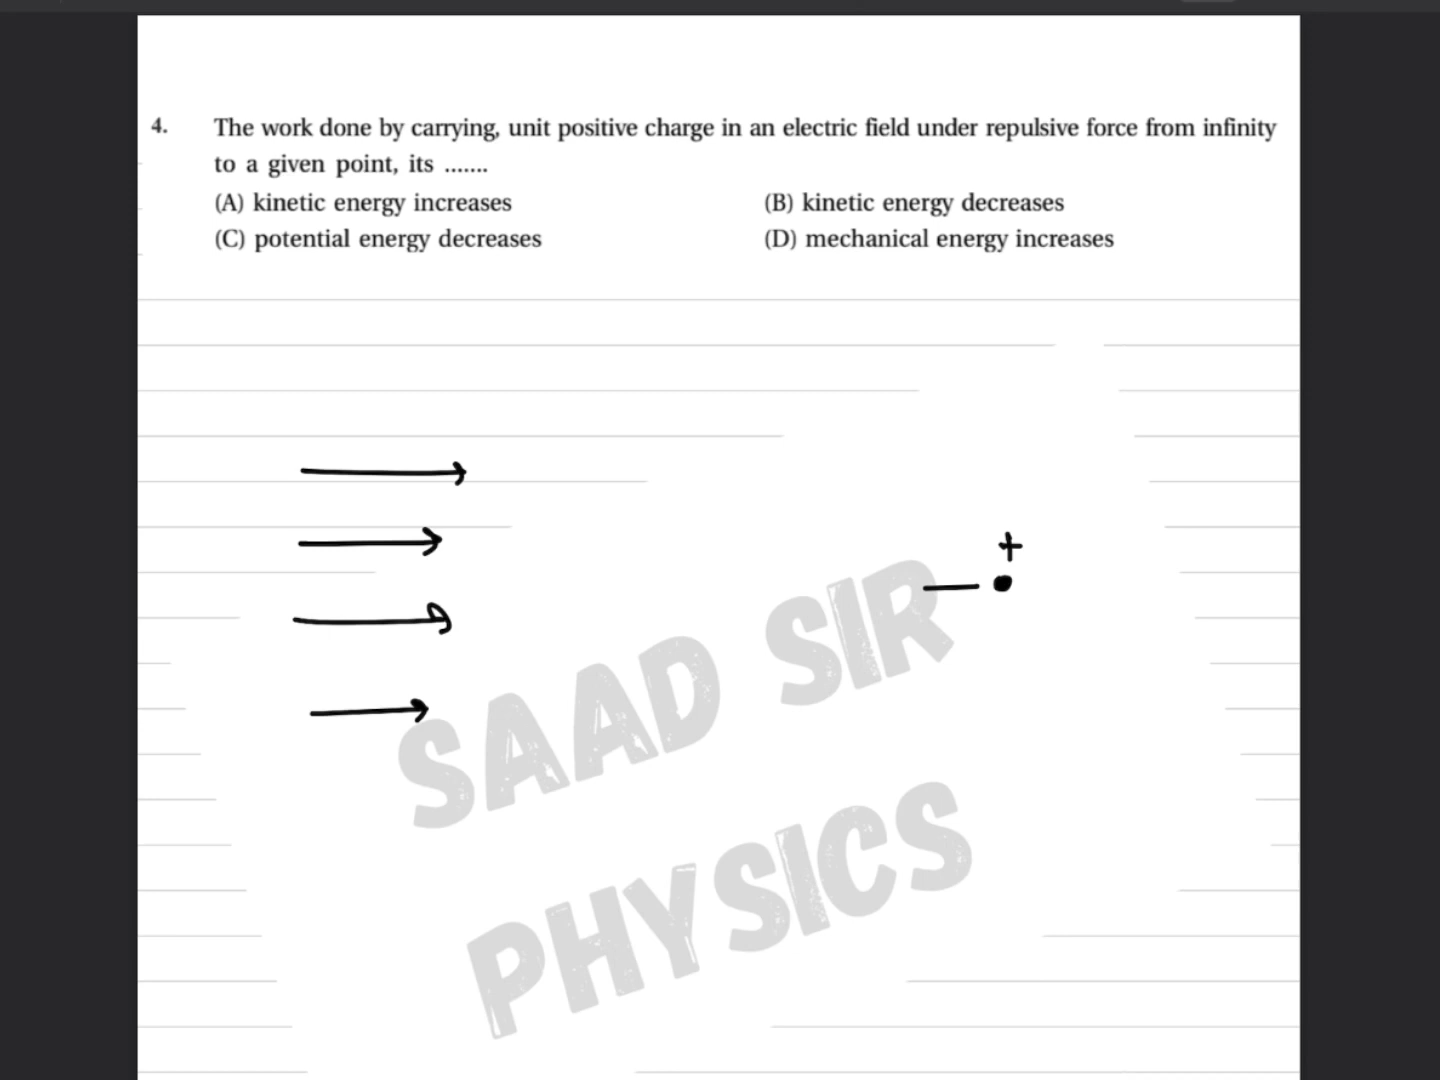 4. The work done by carrying, unit positive charge in an electric field under repulsive force from infinity
to a given point, its .......
(A) kinetic energy increases (B) kinetic energy decreases
(C) potential energy decreases (D) mechanical energy increases
+
SAAD SIR
PHYSICS